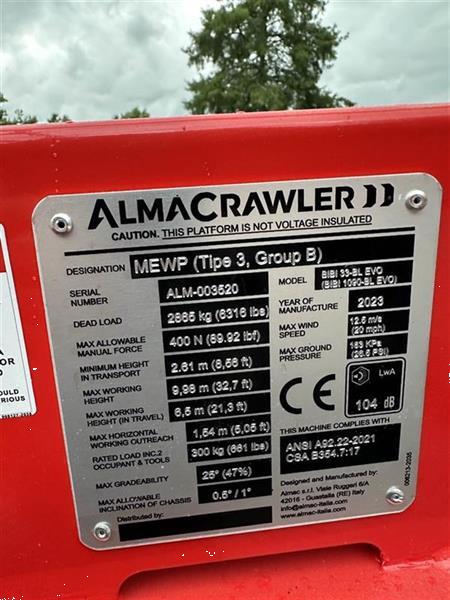 ALMACRAWLER
CAUTION. THIS PLATFORM IS NOT VOLTAGE INSULATED
DESIGNATION MEWP (Tipe 3, Group B)
SERIAL NUMBER ALM-003520
DEAD LOAD 2865 kg (6316 lbs)
MAX ALLOWABLE MANUAL FORCE 400 N (89.92 lbf)
MINIMUM HEIGHT IN TRANSPORT 2.61 m (8,56 ft)
MAX WORKING HEIGHT 9,98 m (32,7 ft)
MAX WORKING HEIGHT (IN TRAVEL) 6,5 m (21,3 ft)
MAX HORIZONTAL WORKING OUTREACH 1,54 m (5,05 ft)
RATED LOAD INC.2 OCCUPANT & TOOLS 300 kg (661 lbs)
MAX GRADEABILITY 25° (47%)
MAX ALLOWABLE INCLINATION OF CHASSIS 0.5°/ 1°
Distributed by:
MODEL BIBI 33-BL EVO
(BIBI 1090-BL EVO)
YEAR OF MANUFACTURE 2023
MAX WIND SPEED 12.5 m/s (20 mph)
MAX GROUND PRESSURE 183 KPa (26.5 PSI)
CE
LWA
104 dB
THIS MACHINE COMPLIES WITH
ANSI A92.22-2021
CSA B354.7:17
Designed and Manufactured by:
Almac s.r.l. Viale Ruggeri 6/A
42016 - Guastalla (RE) Italy
info@almac-italia.com
www.almac-italia.com